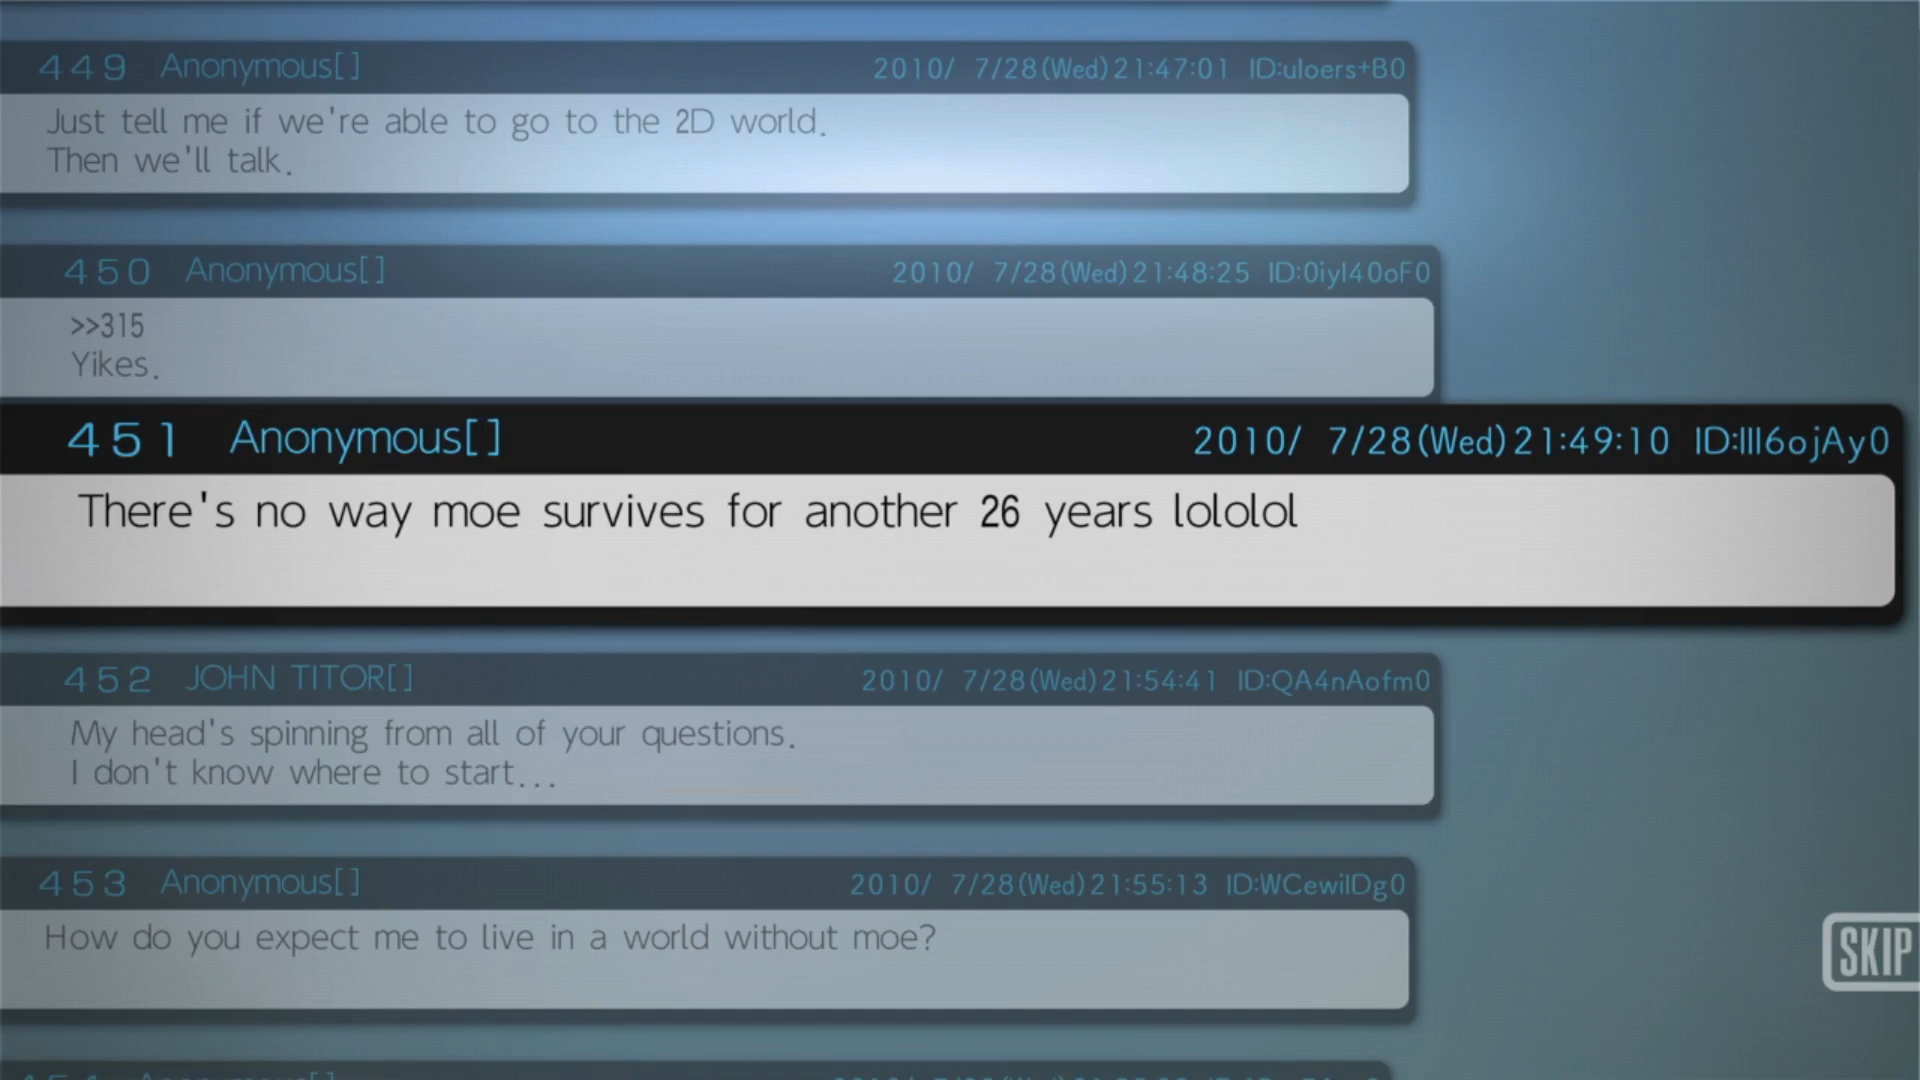 449 Anonymous[] 2010/ 7/28(Wed)21:47:01 ID:uloers+B0
Just tell me if we're able to go to the 2D world.
Then we'll talk.
450 Anonymous[] 2010/ 7/28(Wed)21:48:25 ID:0iyl40oF0
>>315
Yikes.
451 Anonymous[] 2010/ 7/28(Wed)21:49:10 ID:lll6ojAy0
There's no way moe survives for another 26 years lololol
452 JOHN TITOR[] 2010/ 7/28(Wed)21:54:41 ID:QA4nAofm0
My head's spinning from all of your questions.
I don't know where to start...
453 Anonymous[] 2010/ 7/28(Wed)21:55:13 ID:WCewilDg0
How do you expect me to live in a world without moe?
SKIP
454 Anonymous[]